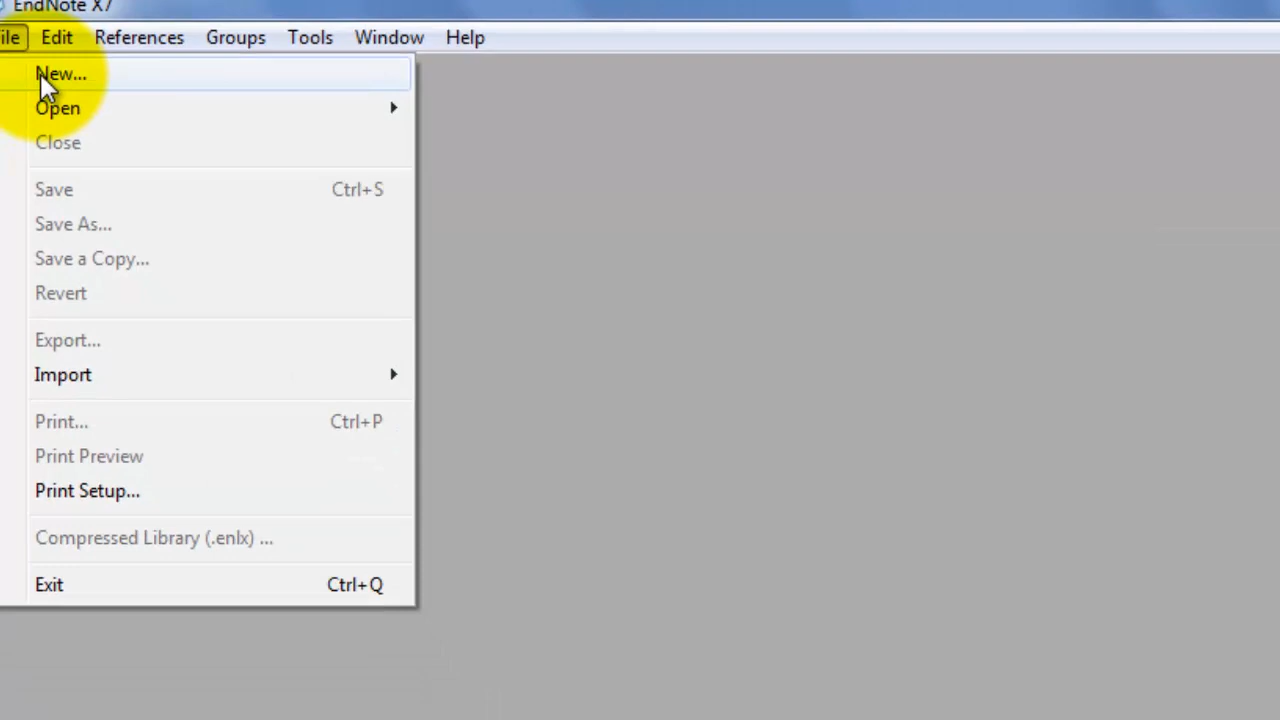 EndNote X7
ile Edit References Groups Tools Window Help
New...
Open
Close
Save Ctrl+S
Save As...
Save a Copy...
Revert
Export...
Import
Print... Ctrl+P
Print Preview
Print Setup...
Compressed Library (.enlx) ...
Exit Ctrl+Q